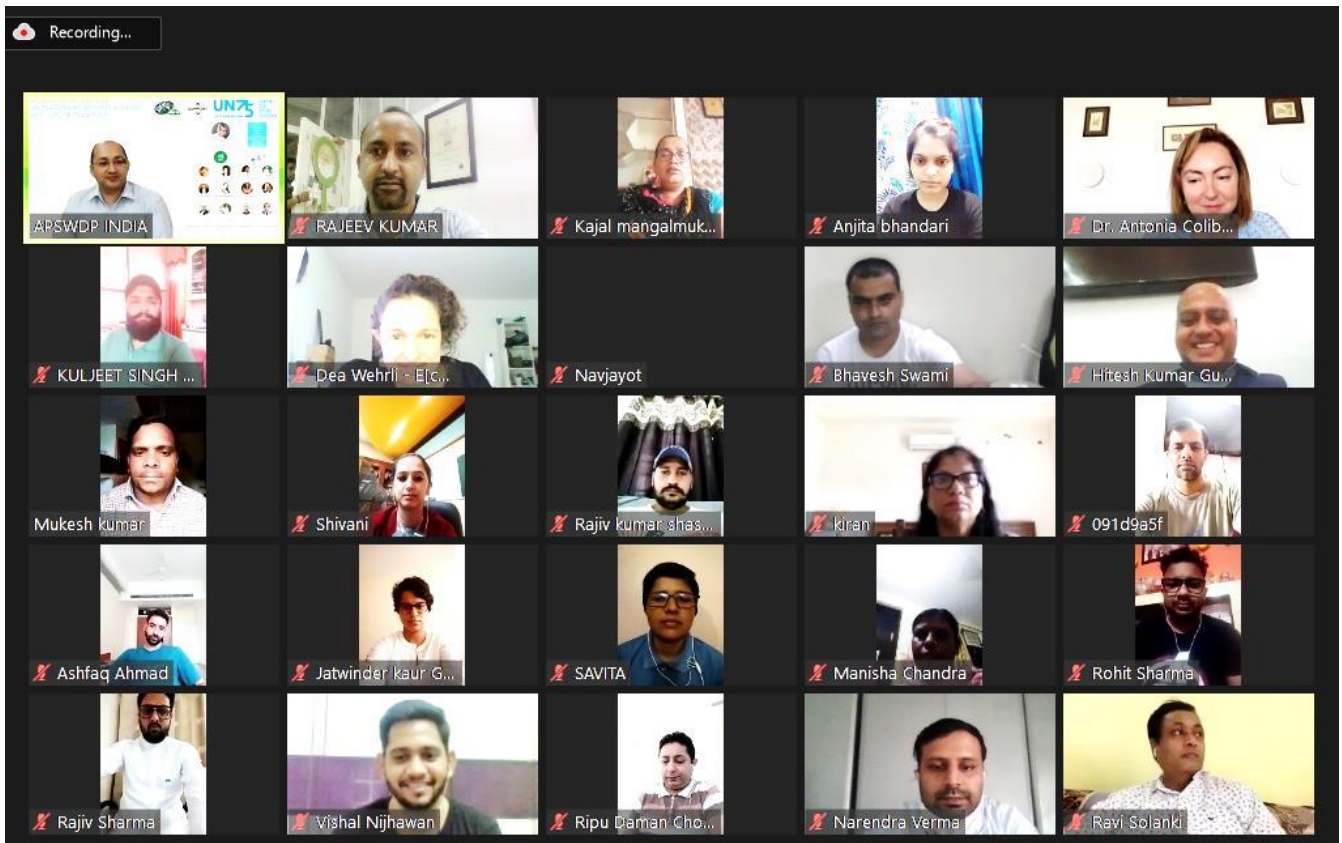 Recording...
UN75
APSWDP INDIA
RAJEEV KUMAR
Kajal mangalmuk...
Anjita bhandari
Dr. Antonia Colib...
KULJEET SINGH ...
Dea Wehrli - E[c...
Navjayot
Bhavesh Swami
Hitesh Kumar Gu...
Mukesh kumar
Shivani
Rajiv kumar shas...
kiran
091d9a5f
Ashfaq Ahmad
Jatwinder kaur G...
SAVITA
Manisha Chandra
Rohit Sharma
Rajiv Sharma
Vishal Nijhawan
Ripu Daman Cho...
Narendra Verma
Ravi Solanki